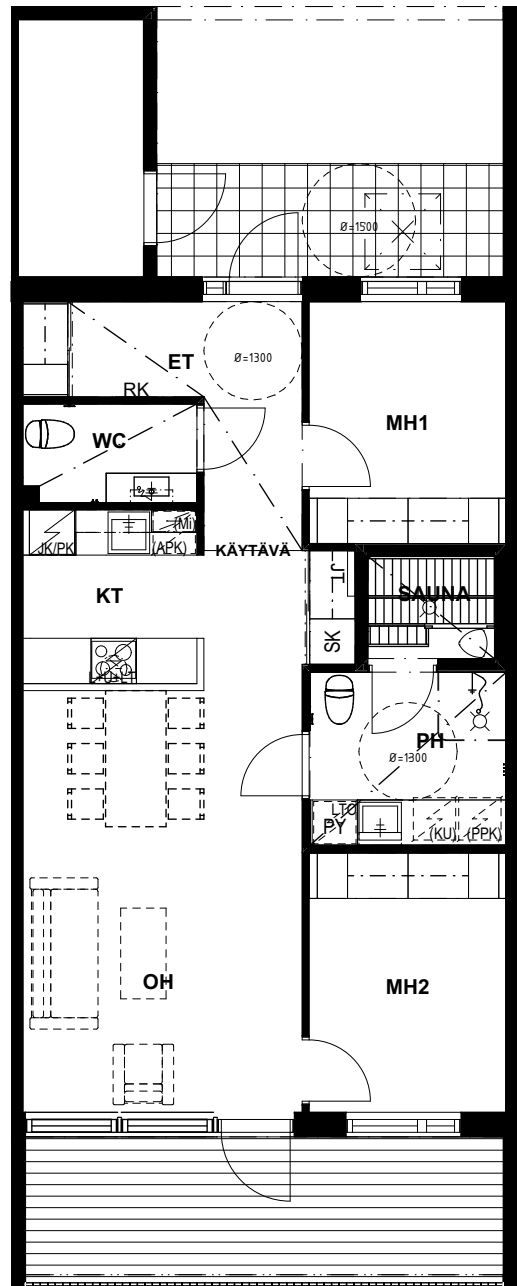 Ø=1500
ET
Ø=1300
RK
WC
MH1
(Mi)
JK/PK
(APK)
KÄYTÄVÄ
KT
JT
SAUNA
SK
PH
Ø=1300
LTO
PY
(KU)
(PPK)
OH
MH2